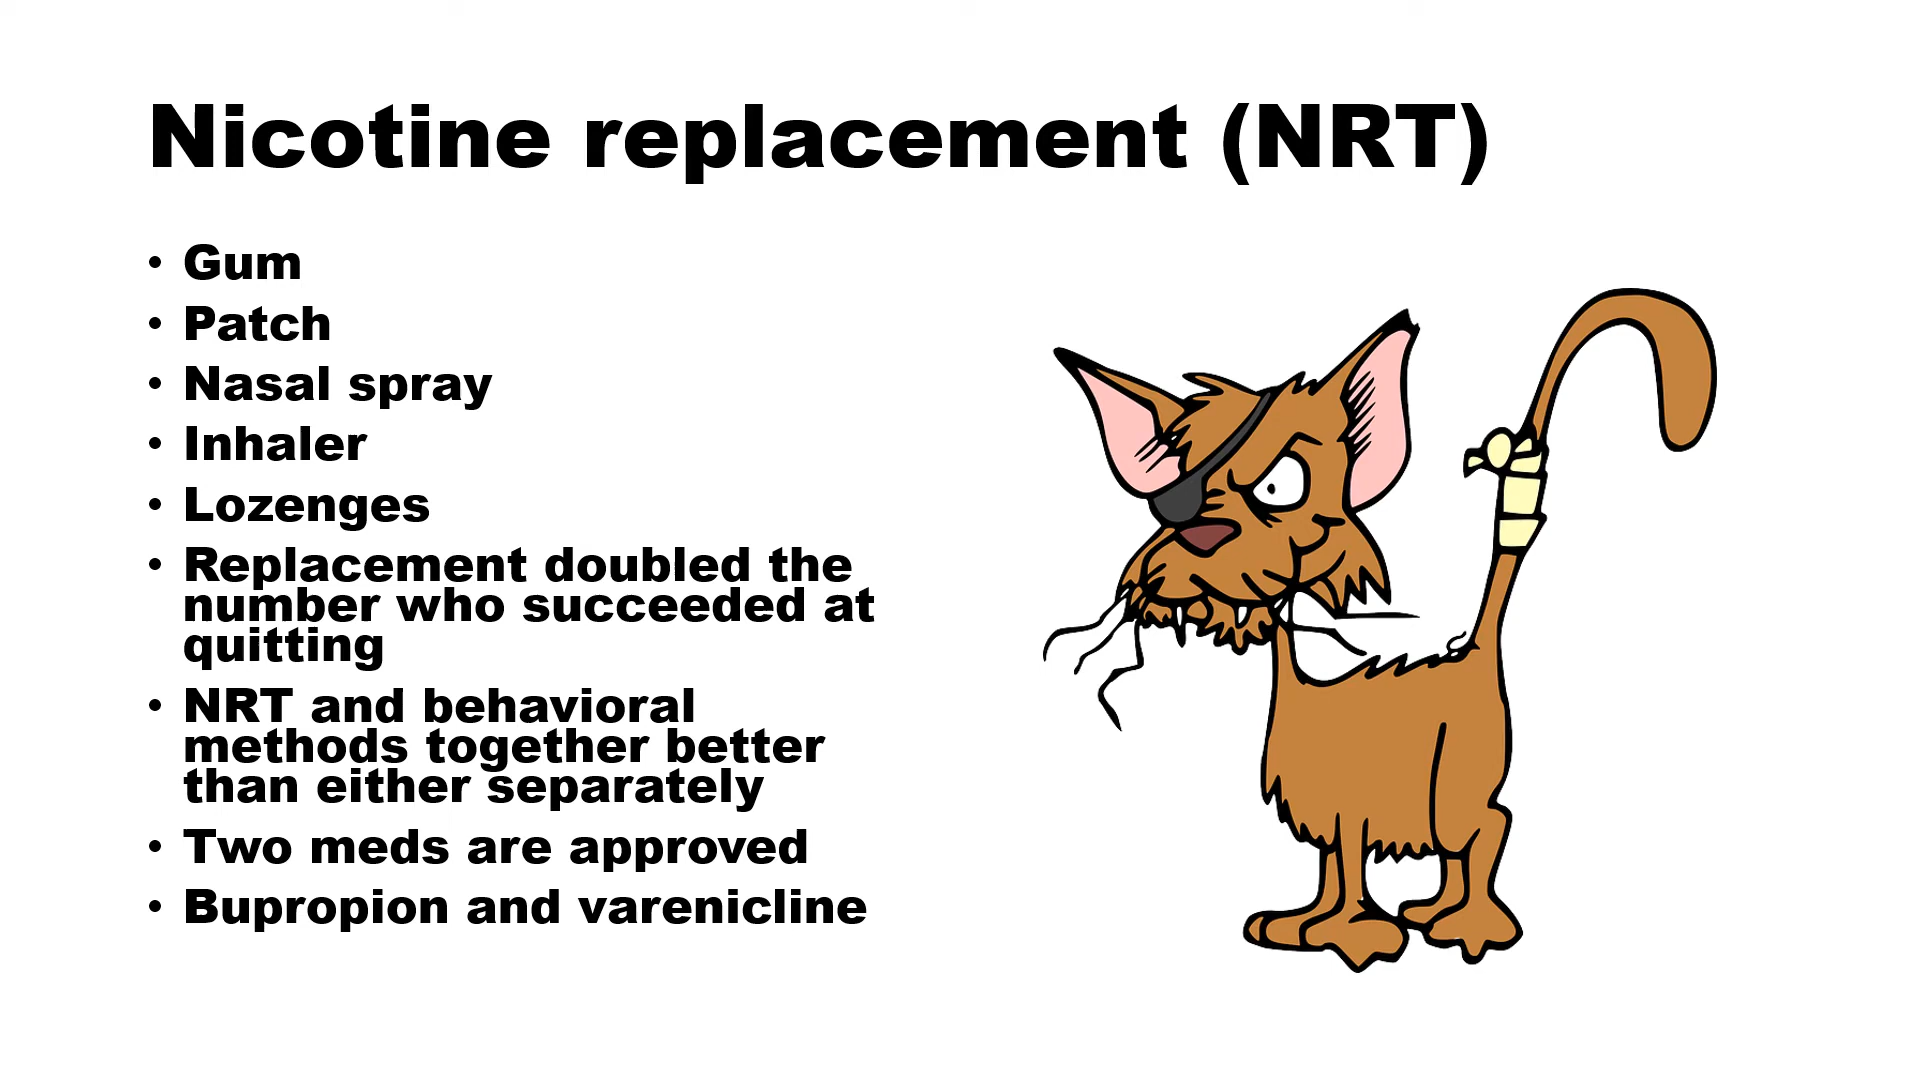 Nicotine replacement (NRT)
• Gum
• Patch
• Nasal spray
• Inhaler
• Lozenges
• Replacement doubled the
number who succeeded at
quitting
• NRT and behavioral
methods together better
than either separately
• Two meds are approved
• Bupropion and varenicline